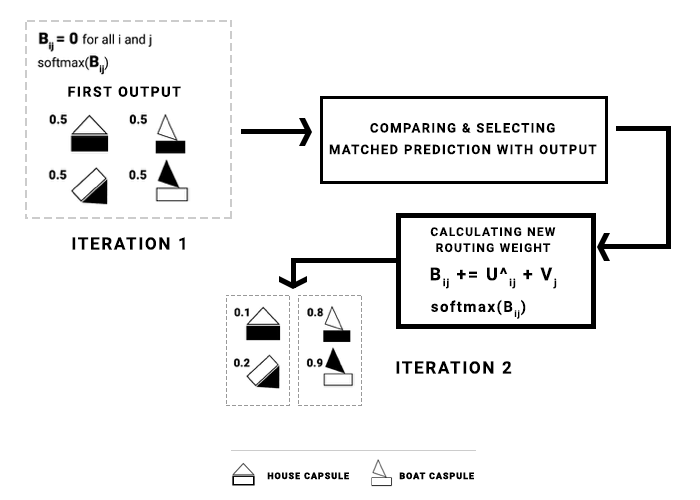 Bij = 0 for all i and j
softmax(Bij)
FIRST OUTPUT
0.5 0.5
0.5 0.5
ITERATION 1
COMPARING & SELECTING
MATCHED PREDICTION WITH OUTPUT
CALCULATING NEW
ROUTING WEIGHT
Bij += U^ij + Vj
softmax(Bij)
0.1 0.8
0.2 0.9
ITERATION 2
HOUSE CAPSULE BOAT CASPULE